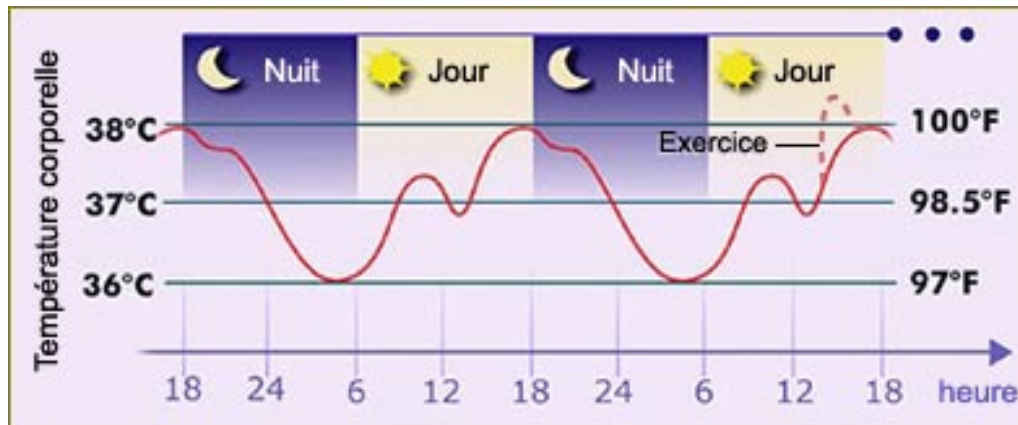 Température corporelle
Nuit
Jour
Nuit
Jour
38°C
100°F
Exercice
37°C
98.5°F
36°C
97°F
18 24 6 12 18 24 6 12 18 heure